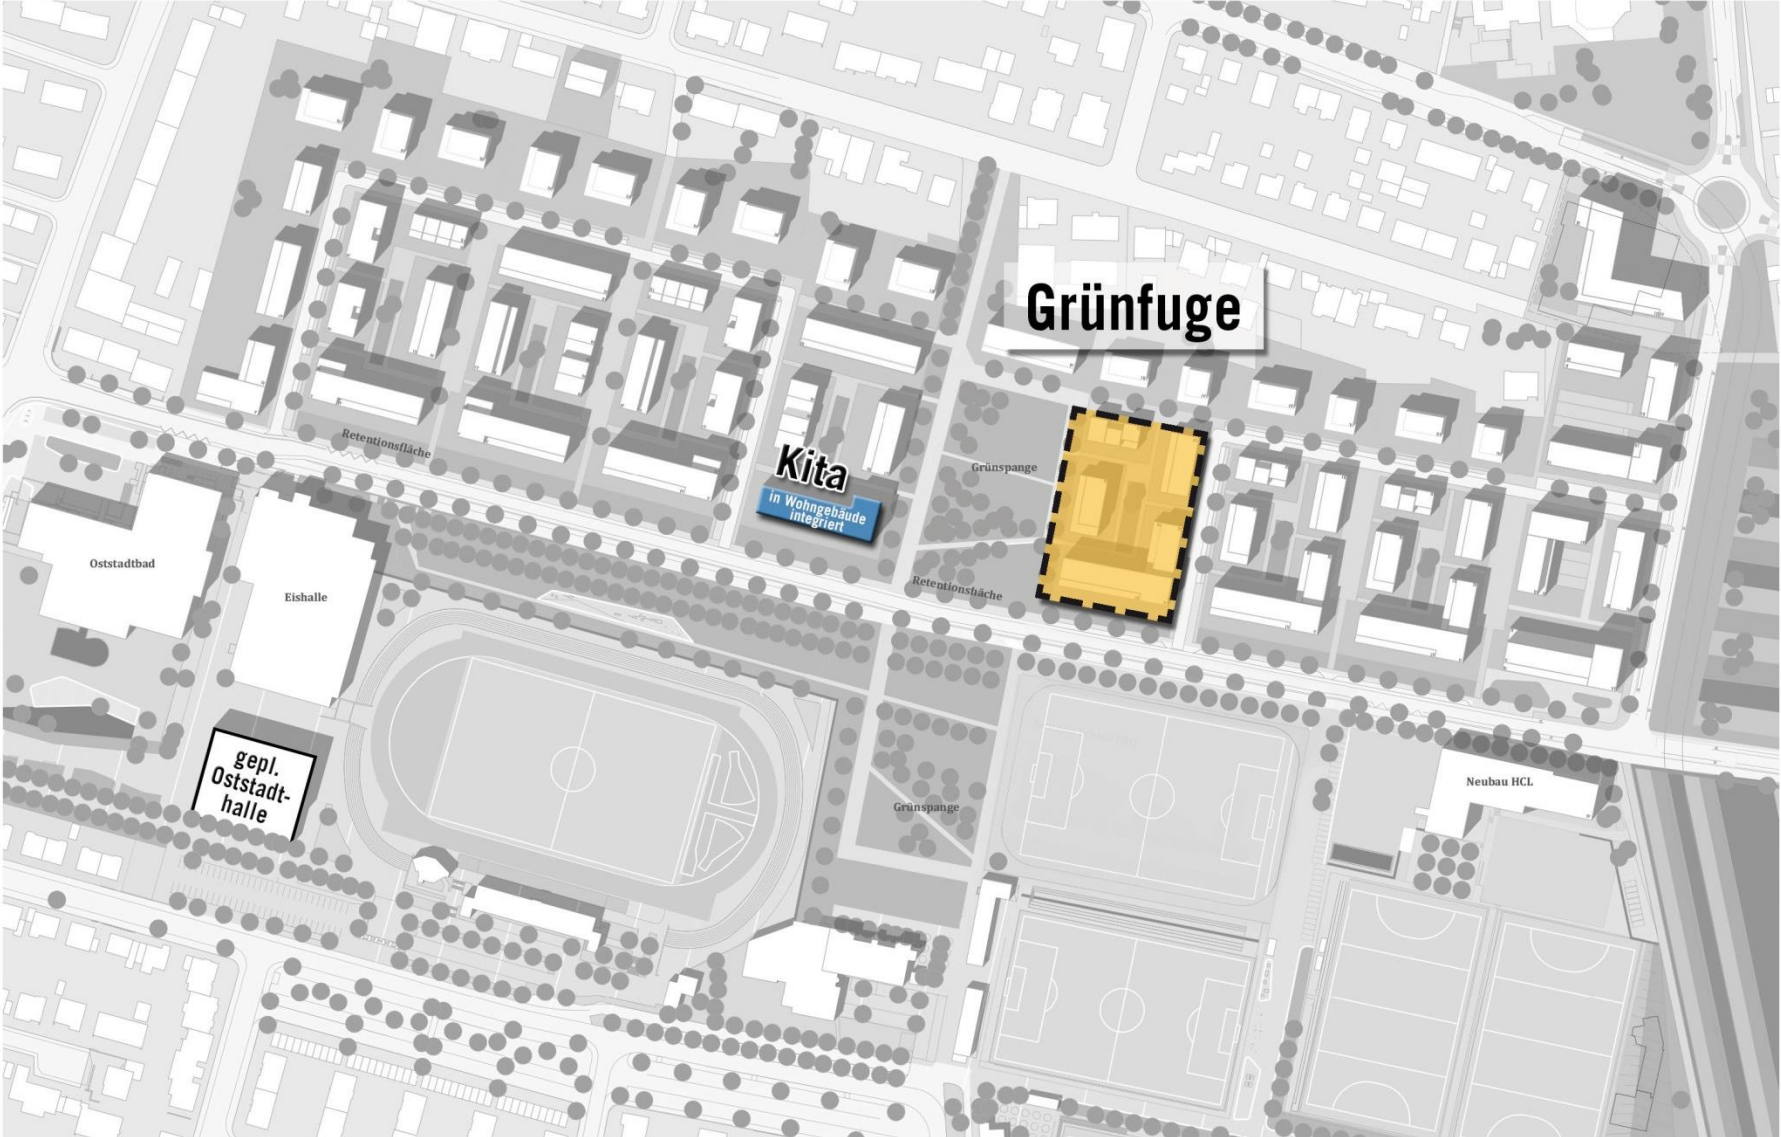 Grünfuge
Retentionsfläche
Kita
in Wohngebäude
integriert
Grünspange
Oststadtbad
Eishalle
Retentionsfläche
gepl.
Oststadt-
halle
Grünspange
Neubau HCL